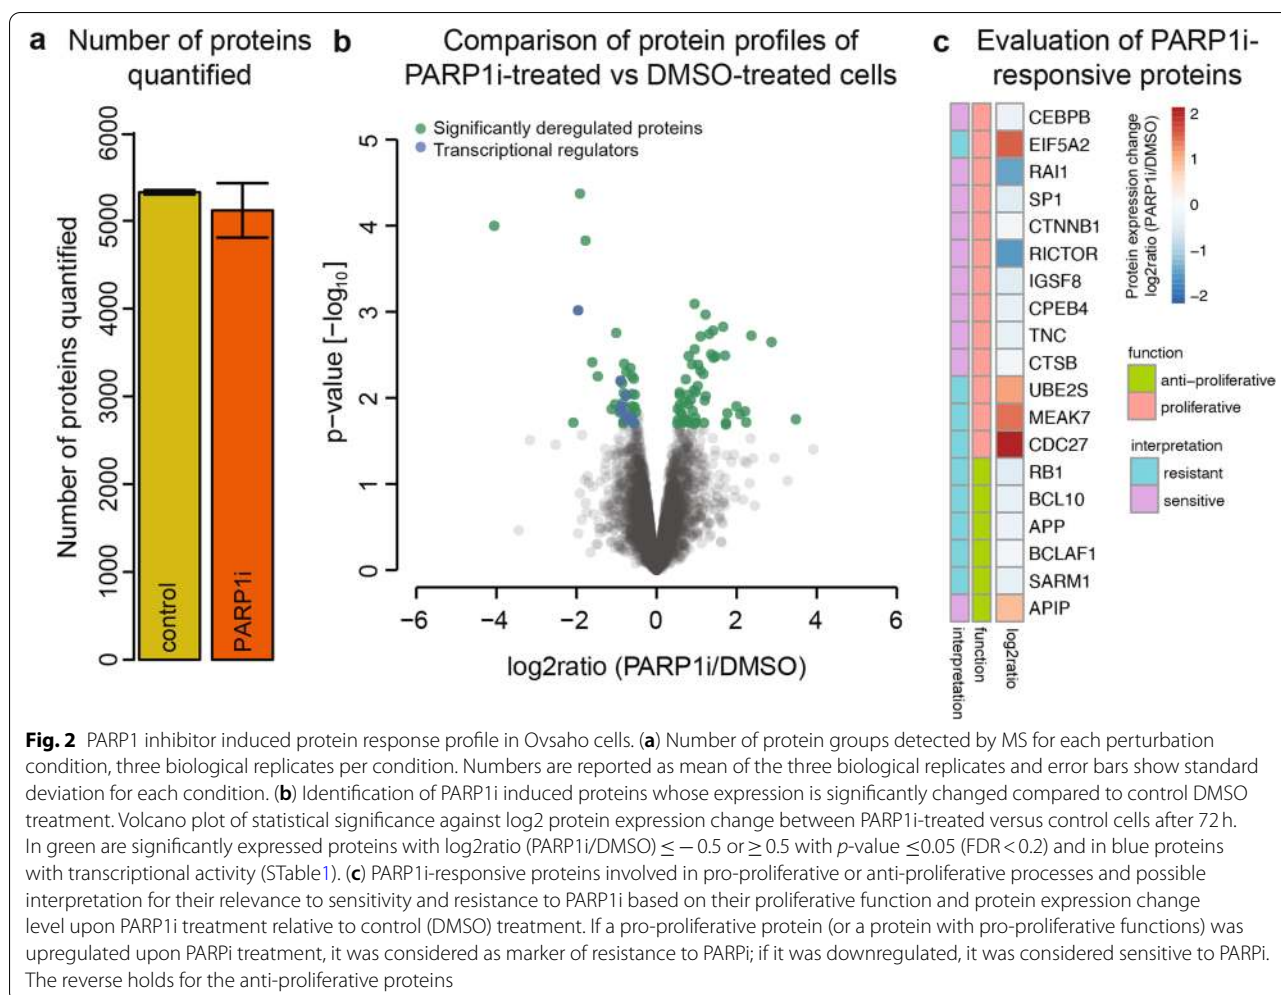 a Number of proteins quantified
6000
5000
4000
3000
2000
1000
0
Number of proteins quantified
control
PARP1i
b Comparison of protein profiles of
PARP1i-treated vs DMSO-treated cells
Significantly deregulated proteins
Transcriptional regulators
5
4
3
2
1
0
p−value [−log10]
−6 −4 −2 0 2 4 6
log2ratio (PARP1i/DMSO)
c Evaluation of PARP1i-
responsive proteins
CEBPB
EIF5A2
RAI1
SP1
CTNNB1
RICTOR
IGSF8
CPEB4
TNC
CTSB
UBE2S
MEAK7
CDC27
RB1
BCL10
APP
BCLAF1
SARM1
APIP
interpretation
function
log2ratio
Protein expression change
log2ratio (PARP1i/DMSO)
2
1
0
−1
−2
function
anti−proliferative
proliferative
interpretation
resistant
sensitive
Fig. 2 PARP1 inhibitor induced protein response profile in Ovsaho cells. (a) Number of protein groups detected by MS for each perturbation
condition, three biological replicates per condition. Numbers are reported as mean of the three biological replicates and error bars show standard
deviation for each condition. (b) Identification of PARP1i induced proteins whose expression is significantly changed compared to control DMSO
treatment. Volcano plot of statistical significance against log2 protein expression change between PARP1i-treated versus control cells after 72 h.
In green are significantly expressed proteins with log2ratio (PARP1i/DMSO) ≤ − 0.5 or ≥ 0.5 with p-value ≤0.05 (FDR < 0.2) and in blue proteins
with transcriptional activity (STable1). (c) PARP1i-responsive proteins involved in pro-proliferative or anti-proliferative processes and possible
interpretation for their relevance to sensitivity and resistance to PARP1i based on their proliferative function and protein expression change
level upon PARP1i treatment relative to control (DMSO) treatment. If a pro-proliferative protein (or a protein with pro-proliferative functions) was
upregulated upon PARPi treatment, it was considered as marker of resistance to PARPi; if it was downregulated, it was considered sensitive to PARPi.
The reverse holds for the anti-proliferative proteins